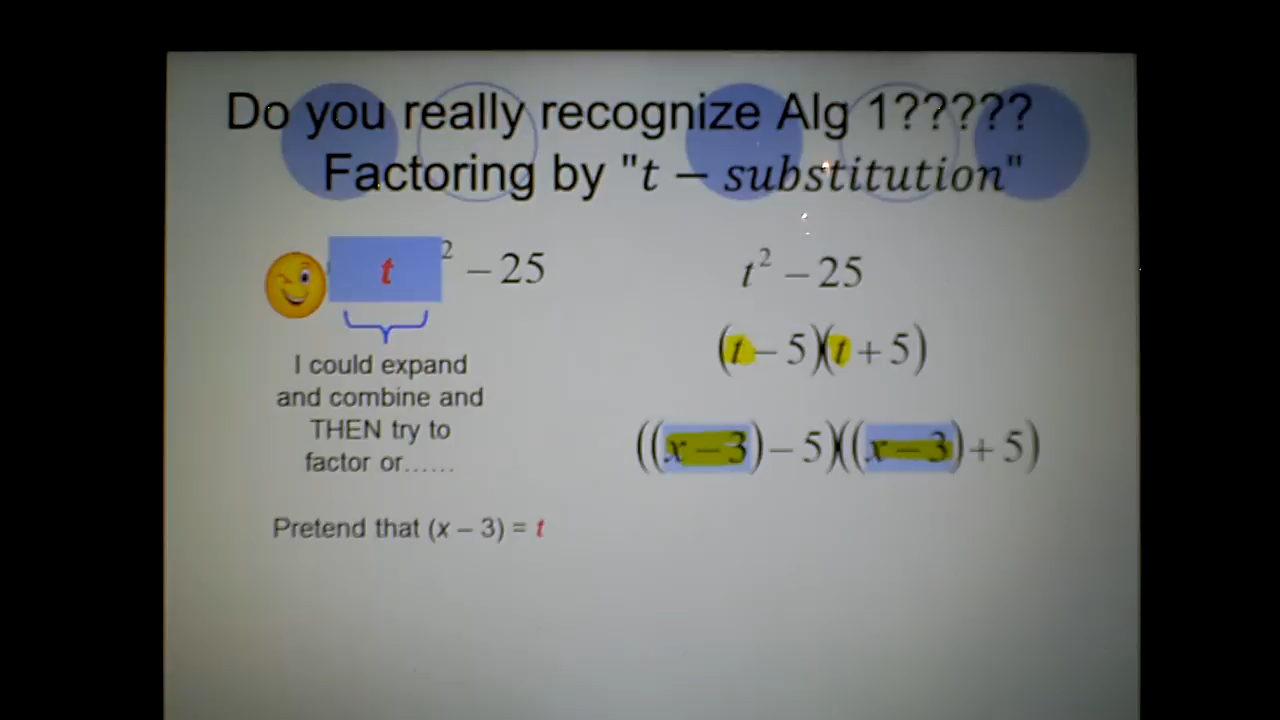 Do you really recognize Alg 1?????
Factoring by "t − substitution"
t² − 25
I could expand
and combine and
THEN try to
factor or……
Pretend that (x – 3) = t
t² − 25
(t − 5)(t + 5)
((x − 3) − 5)((x − 3) + 5)